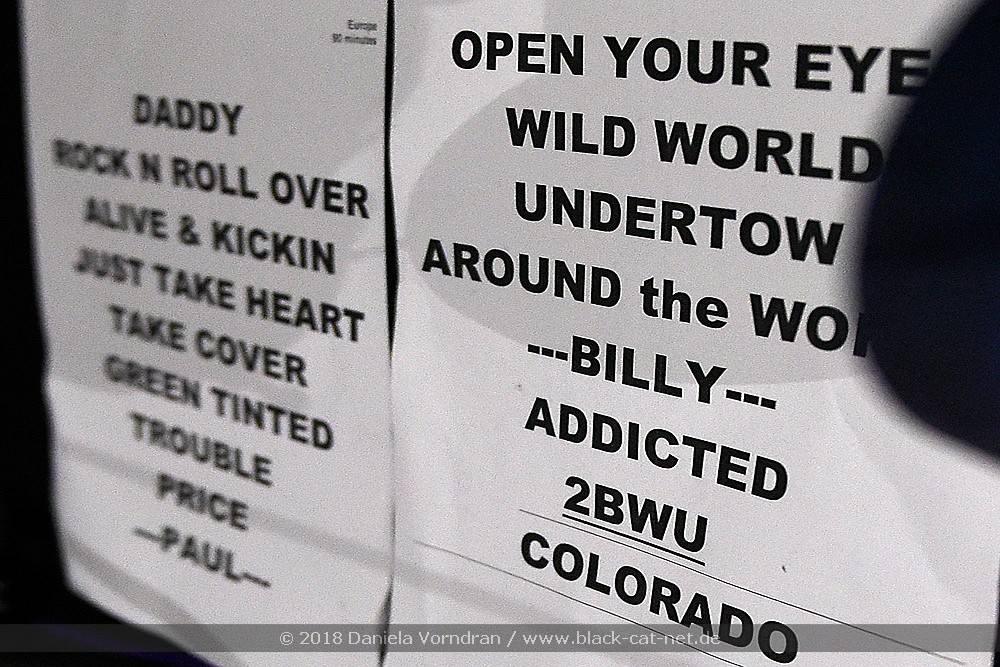 Europe
90 minutes
DADDY
ROCK N ROLL OVER
ALIVE & KICKIN
JUST TAKE HEART
TAKE COVER
GREEN TINTED
TROUBLE
PRICE
---PAUL---
OPEN YOUR EYE
WILD WORLD
UNDERTOW
AROUND the WO
---BILLY---
ADDICTED
2BWU
COLORADO
© 2018 Daniela Vorndran / www.black-cat-net.de